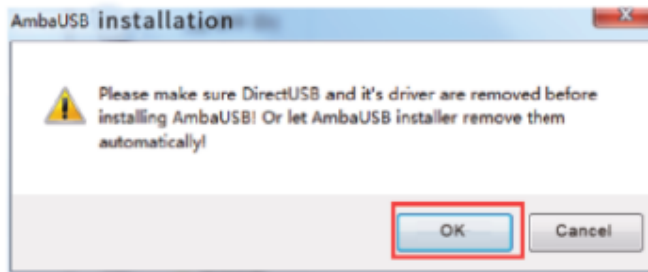 AmbaUSB installation
Please make sure DirectUSB and it's driver are removed before
installing AmbaUSB! Or let AmbaUSB installer remove them
automatically!
OK Cancel